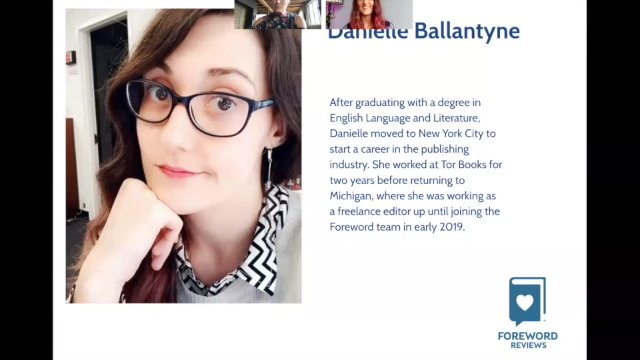 Danielle Ballantyne
After graduating with a degree in
English Language and Literature,
Danielle moved to New York City to
start a career in the publishing
industry. She worked at Tor Books for
two years before returning to
Michigan, where she was working as
a freelance editor up until joining the
Foreword team in early 2019.
FOREWORD
REVIEWS